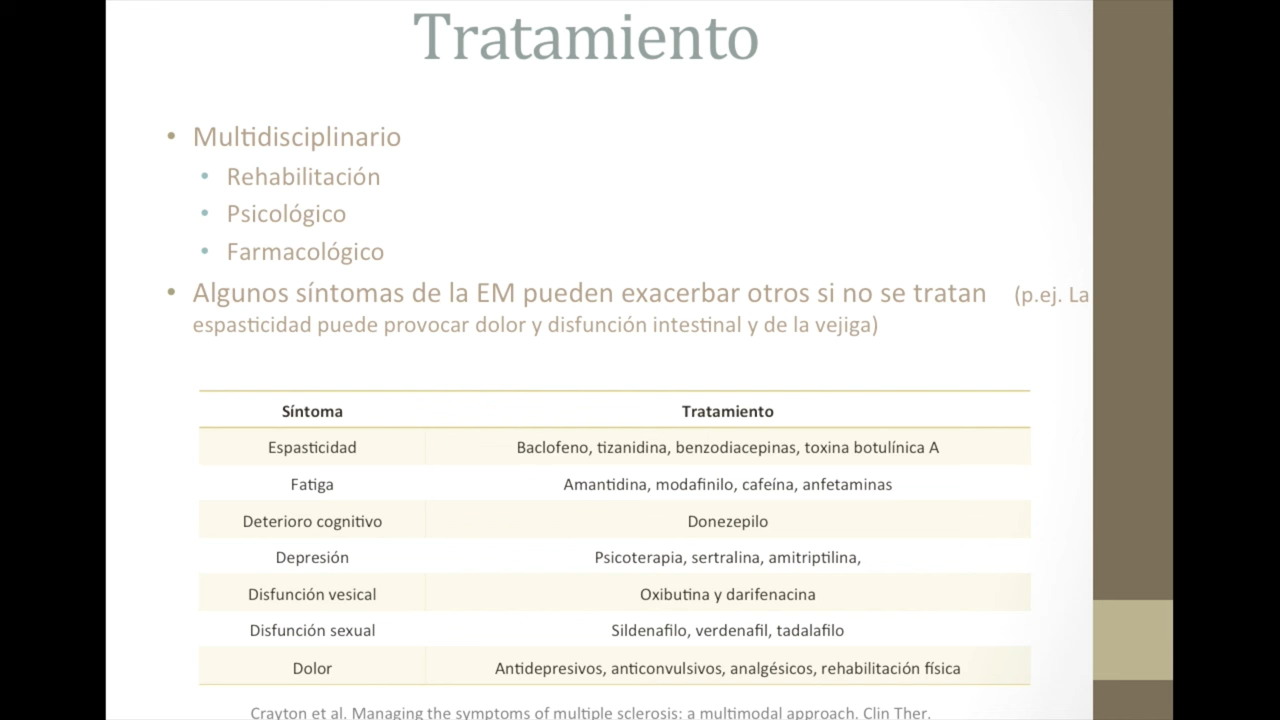 Tratamiento
• Multidisciplinario
• Rehabilitación
• Psicológico
• Farmacológico
• Algunos síntomas de la EM pueden exacerbar otros si no se tratan (p.ej. La
espasticidad puede provocar dolor y disfunción intestinal y de la vejiga)
Síntoma Tratamiento
Espasticidad Baclofeno, tizanidina, benzodiacepinas, toxina botulínica A
Fatiga Amantidina, modafinilo, cafeína, anfetaminas
Deterioro cognitivo Donezepilo
Depresión Psicoterapia, sertralina, amitriptilina,
Disfunción vesical Oxibutina y darifenacina
Disfunción sexual Sildenafilo, verdenafil, tadalafilo
Dolor Antidepresivos, anticonvulsivos, analgésicos, rehabilitación física
Crayton et al. Managing the symptoms of multiple sclerosis: a multimodal approach. Clin Ther.